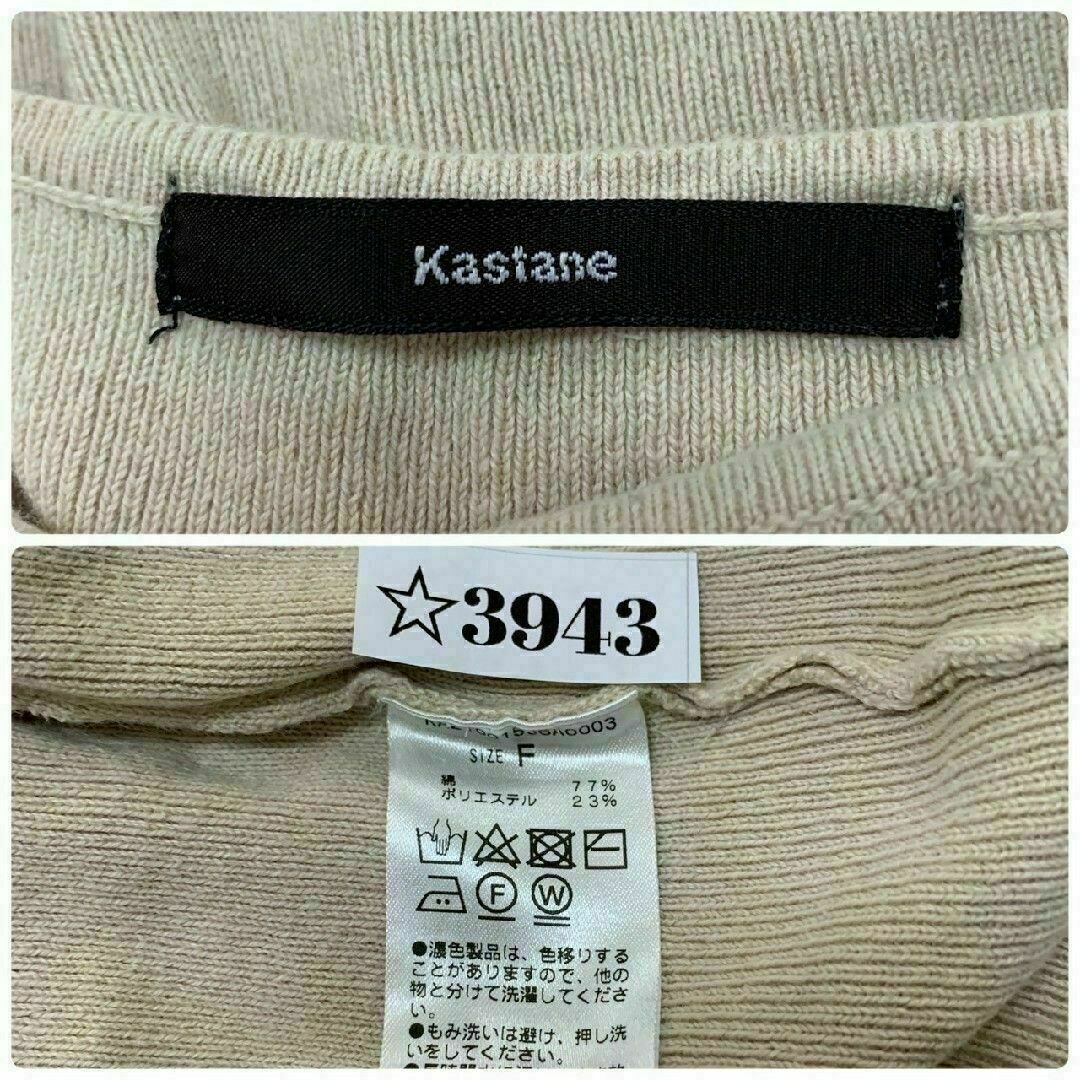 Kastane
☆3943
SIZE F
綿 77%
ポリエステル 23%
F W
●濃色製品は、色移りする
ことがありますので、他の
物と分けて洗濯してくださ
い。
●もみ洗いは避け、押し洗
いをしてください。